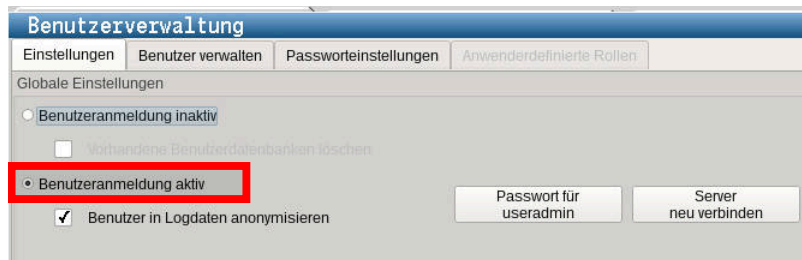 Benutzerverwaltung
Einstellungen Benutzer verwalten Passworteinstellungen Anwenderdefinierte Rollen
Globale Einstellungen
Benutzeranmeldung inaktiv
Vorhandene Benutzerdatenbanken löschen
Benutzeranmeldung aktiv
Benutzer in Logdaten anonymisieren
Passwort für
useradmin
Server
neu verbinden